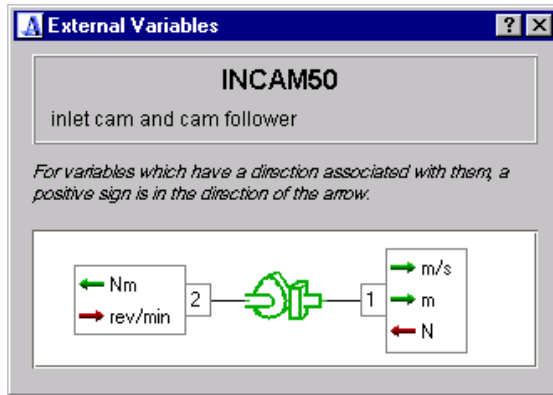 External Variables
INCAM50
inlet cam and cam follower
For variables which have a direction associated with them, a
positive sign is in the direction of the arrow.
Nm
rev/min
2
1
m/s
m
N